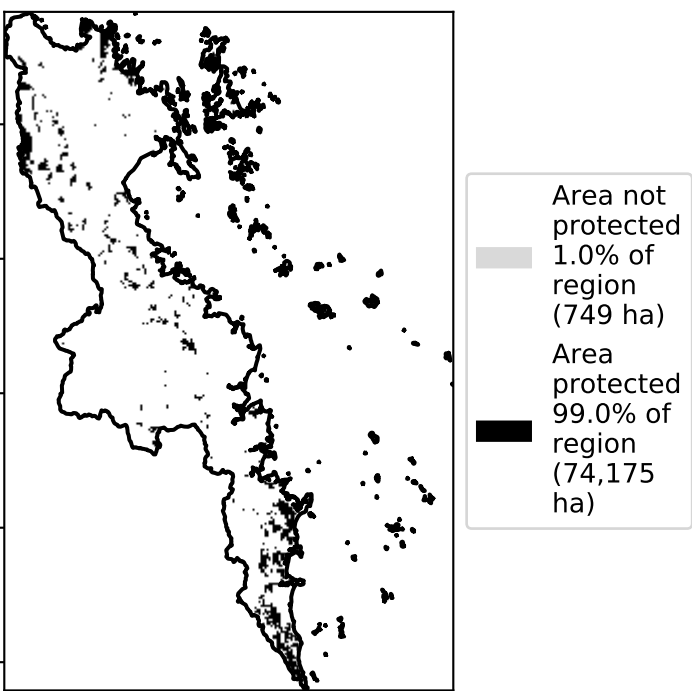 Area not
protected
1.0% of
region
(749 ha)
Area
protected
99.0% of
region
(74,175
ha)